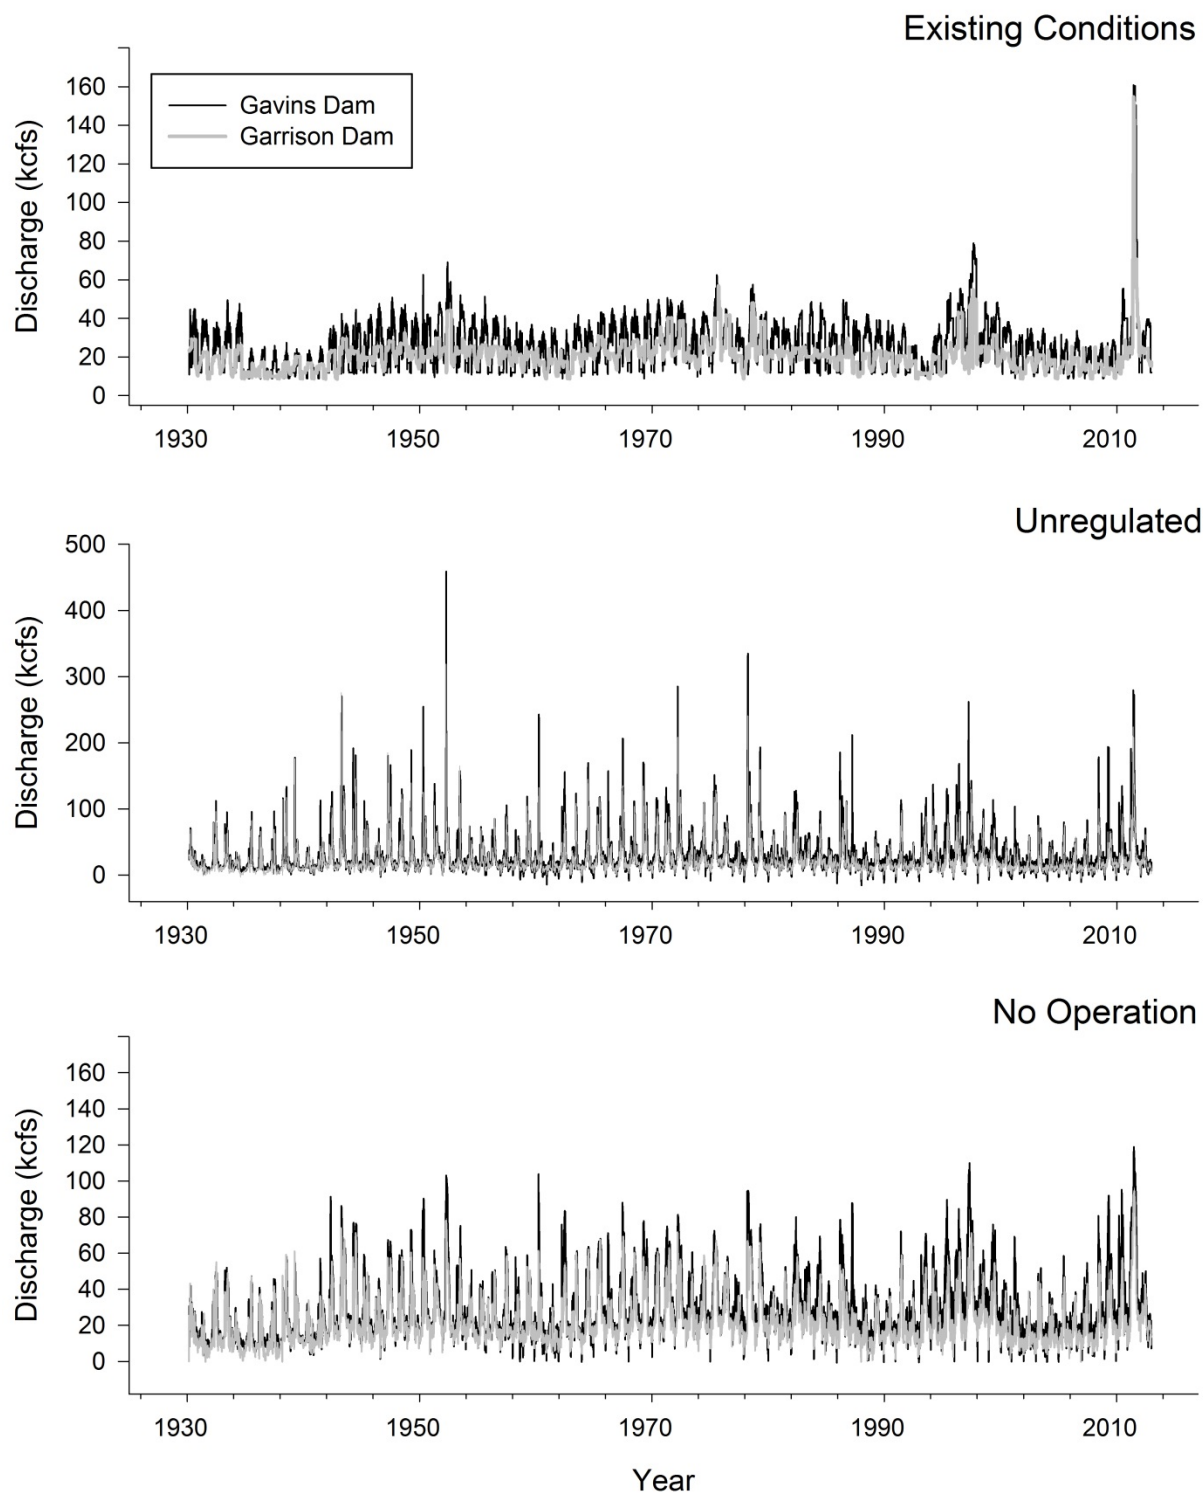 Existing Conditions
Gavins Dam
Garrison Dam
Discharge (kcfs)
160
140
120
100
80
60
40
20
0
1930 1950 1970 1990 2010
Unregulated
Discharge (kcfs)
500
400
300
200
100
0
1930 1950 1970 1990 2010
No Operation
Discharge (kcfs)
160
140
120
100
80
60
40
20
0
1930 1950 1970 1990 2010
Year